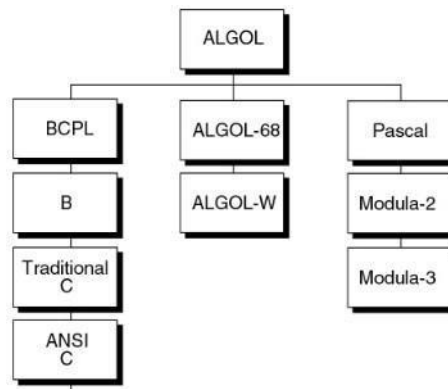 ALGOL
BCPL
ALGOL-68
Pascal
B
ALGOL-W
Modula-2
Traditional
C
Modula-3
ANSI
C